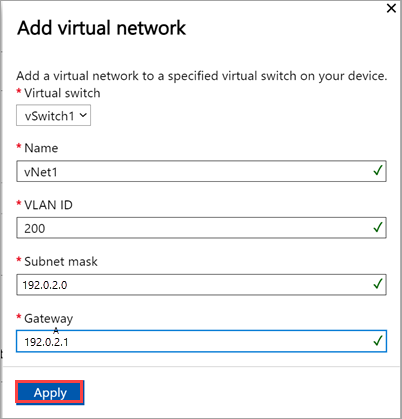 Add virtual network
Add a virtual network to a specified virtual switch on your device.
* Virtual switch
vSwitch1
* Name
vNet1
* VLAN ID
200
* Subnet mask
192.0.2.0
* Gateway
A
192.0.2.1
Apply